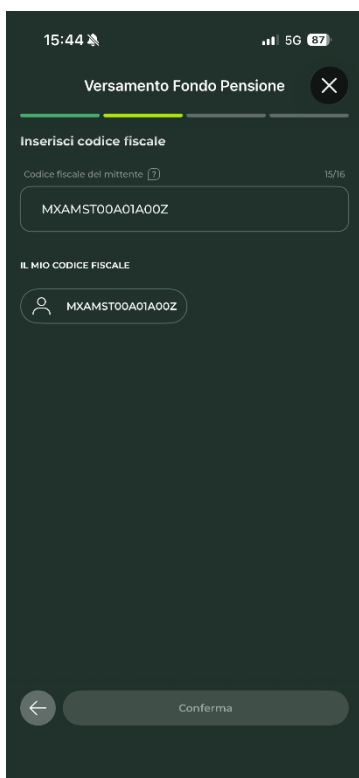 15:44
5G 87
Versamento Fondo Pensione
Inserisci codice fiscale
Codice fiscale del mittente ? 15/16
MXAMST00A01A00Z
IL MIO CODICE FISCALE
MXAMST00A01A00Z
Conferma